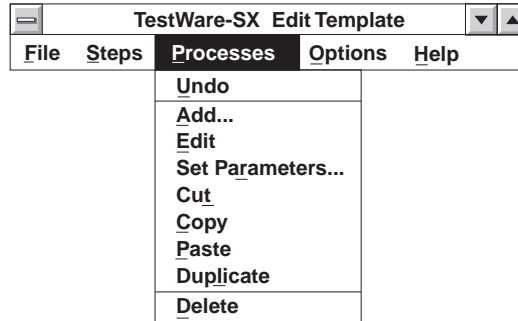 TestWare-SX Edit Template
File Steps Processes Options Help
Undo
Add...
Edit
Set Parameters...
Cut
Copy
Paste
Duplicate
Delete